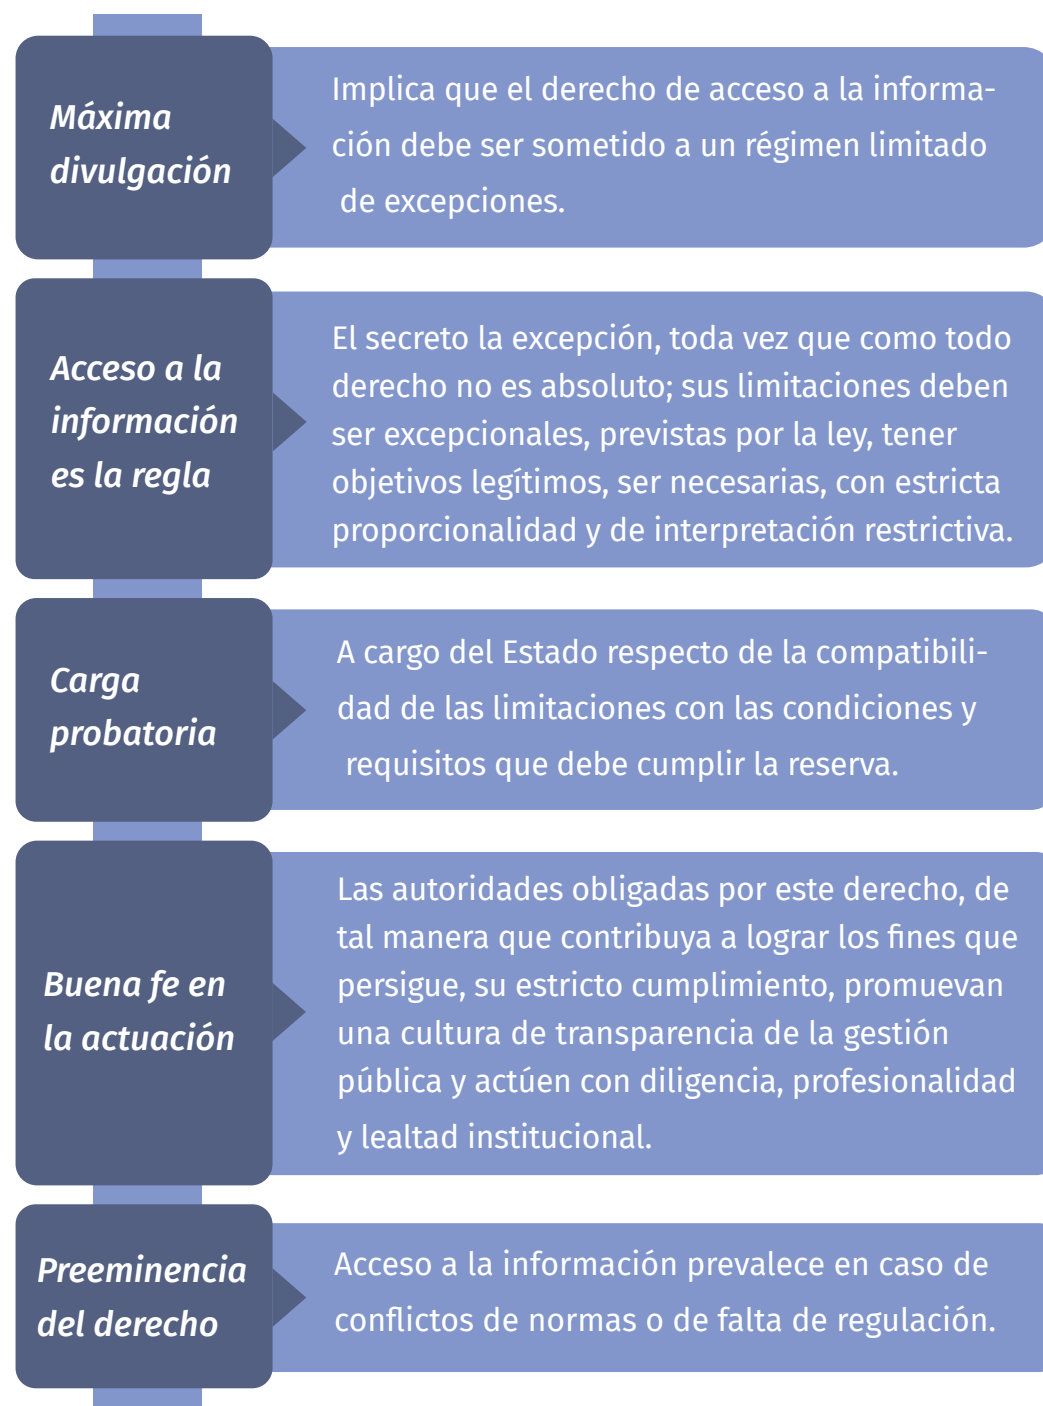 Máxima
divulgación
Implica que el derecho de acceso a la informa-
ción debe ser sometido a un régimen limitado
de excepciones.
Acceso a la
información
es la regla
El secreto la excepción, toda vez que como todo
derecho no es absoluto; sus limitaciones deben
ser excepcionales, previstas por la ley, tener
objetivos legítimos, ser necesarias, con estricta
proporcionalidad y de interpretación restrictiva.
Carga
probatoria
A cargo del Estado respecto de la compatibili-
dad de las limitaciones con las condiciones y
requisitos que debe cumplir la reserva.
Buena fe en
la actuación
Las autoridades obligadas por este derecho, de
tal manera que contribuya a lograr los fines que
persigue, su estricto cumplimiento, promuevan
una cultura de transparencia de la gestión
pública y actúen con diligencia, profesionalidad
y lealtad institucional.
Preeminencia
del derecho
Acceso a la información prevalece en caso de
conflictos de normas o de falta de regulación.